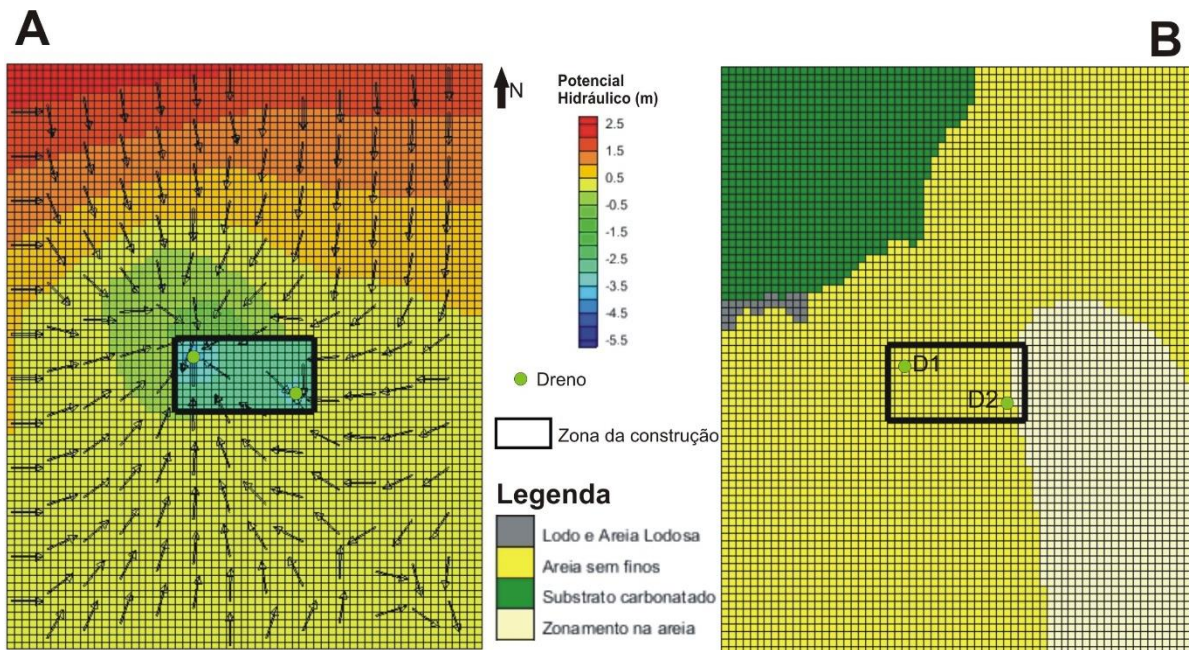 A
B
N
Potencial
Hidráulico (m)
2.5
1.5
0.5
-0.5
-1.5
-2.5
-3.5
-4.5
-5.5
Dreno
Zona da construção
D1
D2
Legenda
Lodo e Areia Lodosa
Areia sem finos
Substrato carbonatado
Zonamento na areia